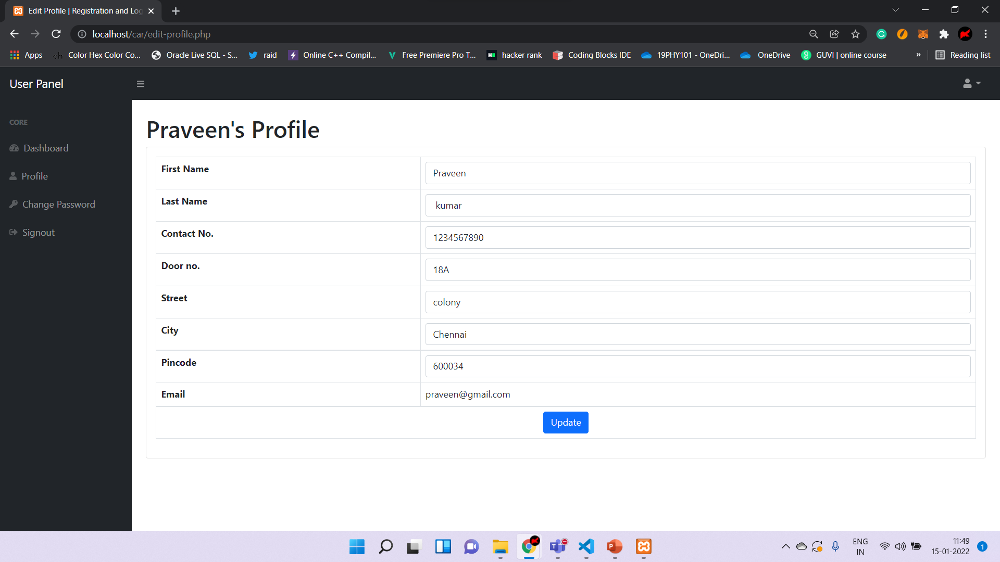 Edit Profile | Registration and Log
localhost/car/edit-profile.php
Apps
Color Hex Color Co...
Oracle Live SQL - S...
raid
Online C++ Compil...
Free Premiere Pro T...
hacker rank
Coding Blocks IDE
19PHY101 - OneDri...
OneDrive
GUVI | online course
»
Reading list
User Panel
CORE
Dashboard
Profile
Change Password
Signout
Praveen's Profile
First Name
Praveen
Last Name
kumar
Contact No.
1234567890
Door no.
18A
Street
colony
City
Chennai
Pincode
600034
Email
praveen@gmail.com
Update
ENG
IN
11:49
15-01-2022
1